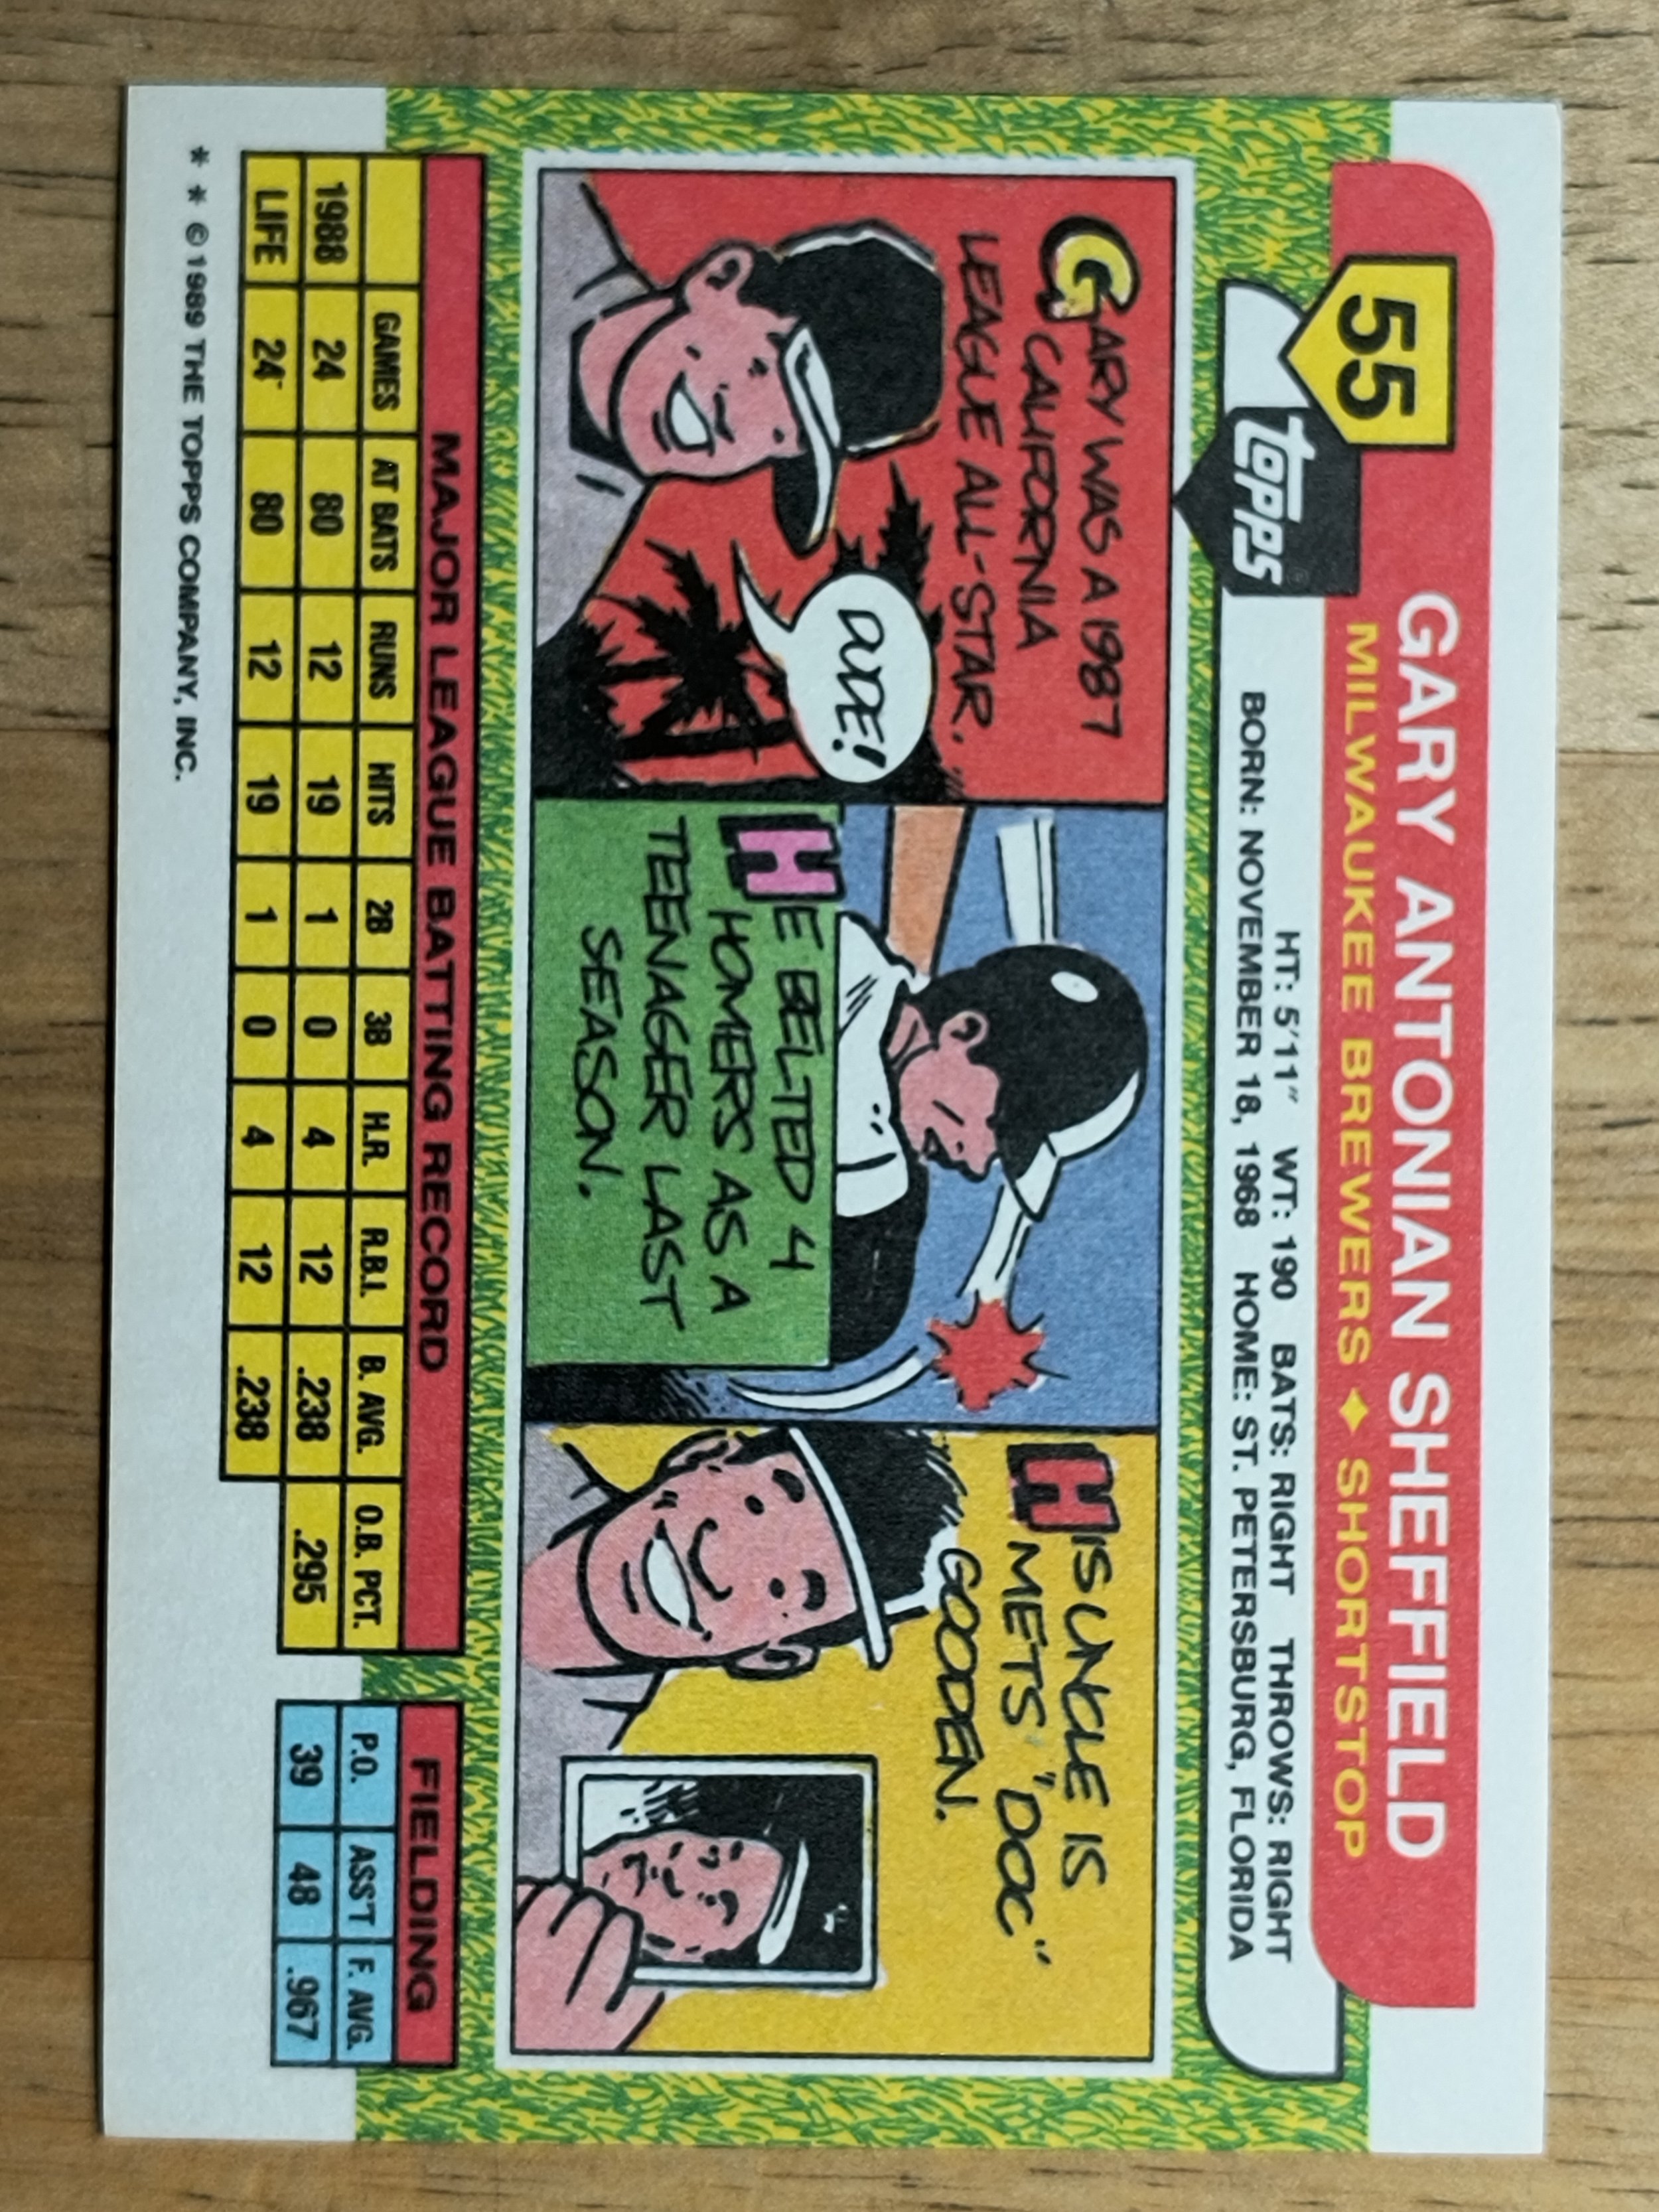 55
GARY ANTONIAN SHEFFIELD
MILWAUKEE BREWERS ♦ SHORTSTOP
TOPPS
HT: 5'11" WT: 190 BATS: RIGHT THROWS: RIGHT
BORN: NOVEMBER 18, 1968 HOME: ST. PETERSBURG, FLORIDA
GARY WAS A 1987
CALIFORNIA
LEAGUE ALL-STAR.
DUDE!
HE BELTED 4
HOMERS AS A
TEENAGER LAST
SEASON.
HIS UNCLE IS
METS' "DOC"
GOODEN.
MAJOR LEAGUE BATTING RECORD
GAMES AT BATS RUNS HITS 2B 3B H.R. R.B.I. B. AVG. O.B. PCT.
1988 24 80 12 19 1 0 4 12 .238 .295
LIFE 24 80 12 19 1 0 4 12 .238
FIELDING
P.O. ASS'T F. AVG.
39 48 .967
* * © 1989 THE TOPPS COMPANY, INC.